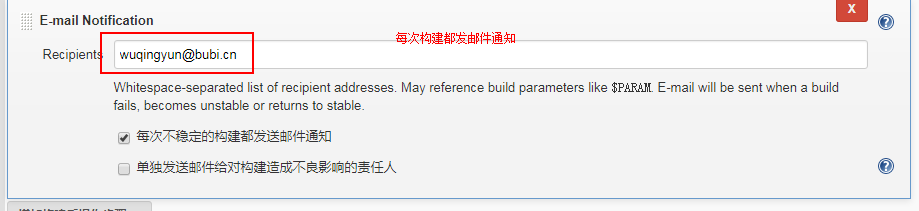 E-mail Notification
X
每次构建都发邮件通知
Recipients wuqingyun@bubi.cn
Whitespace-separated list of recipient addresses. May reference build parameters like $PARAM. E-mail will be sent when a build
fails, becomes unstable or returns to stable.
每次不稳定的构建都发送邮件通知
单独发送邮件给对构建造成不良影响的责任人